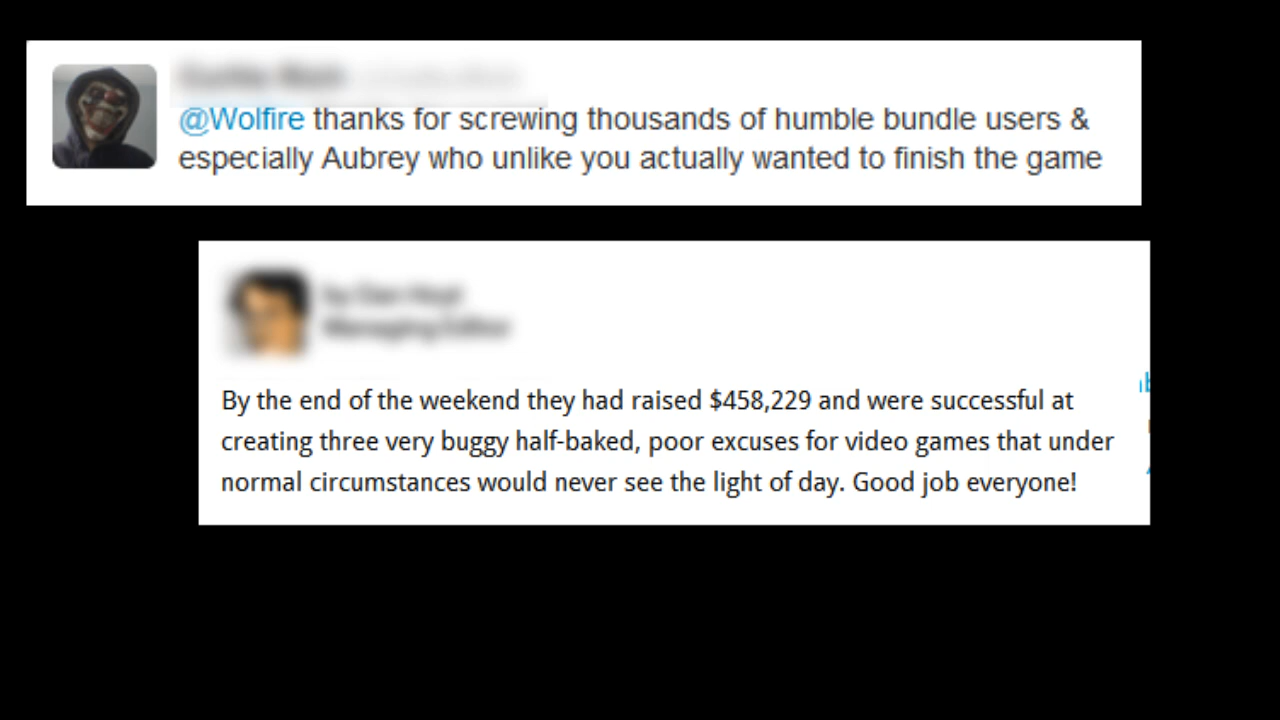 @Wolfire thanks for screwing thousands of humble bundle users &
especially Aubrey who unlike you actually wanted to finish the game
By the end of the weekend they had raised $458,229 and were successful at
creating three very buggy half-baked, poor excuses for video games that under
normal circumstances would never see the light of day. Good job everyone!